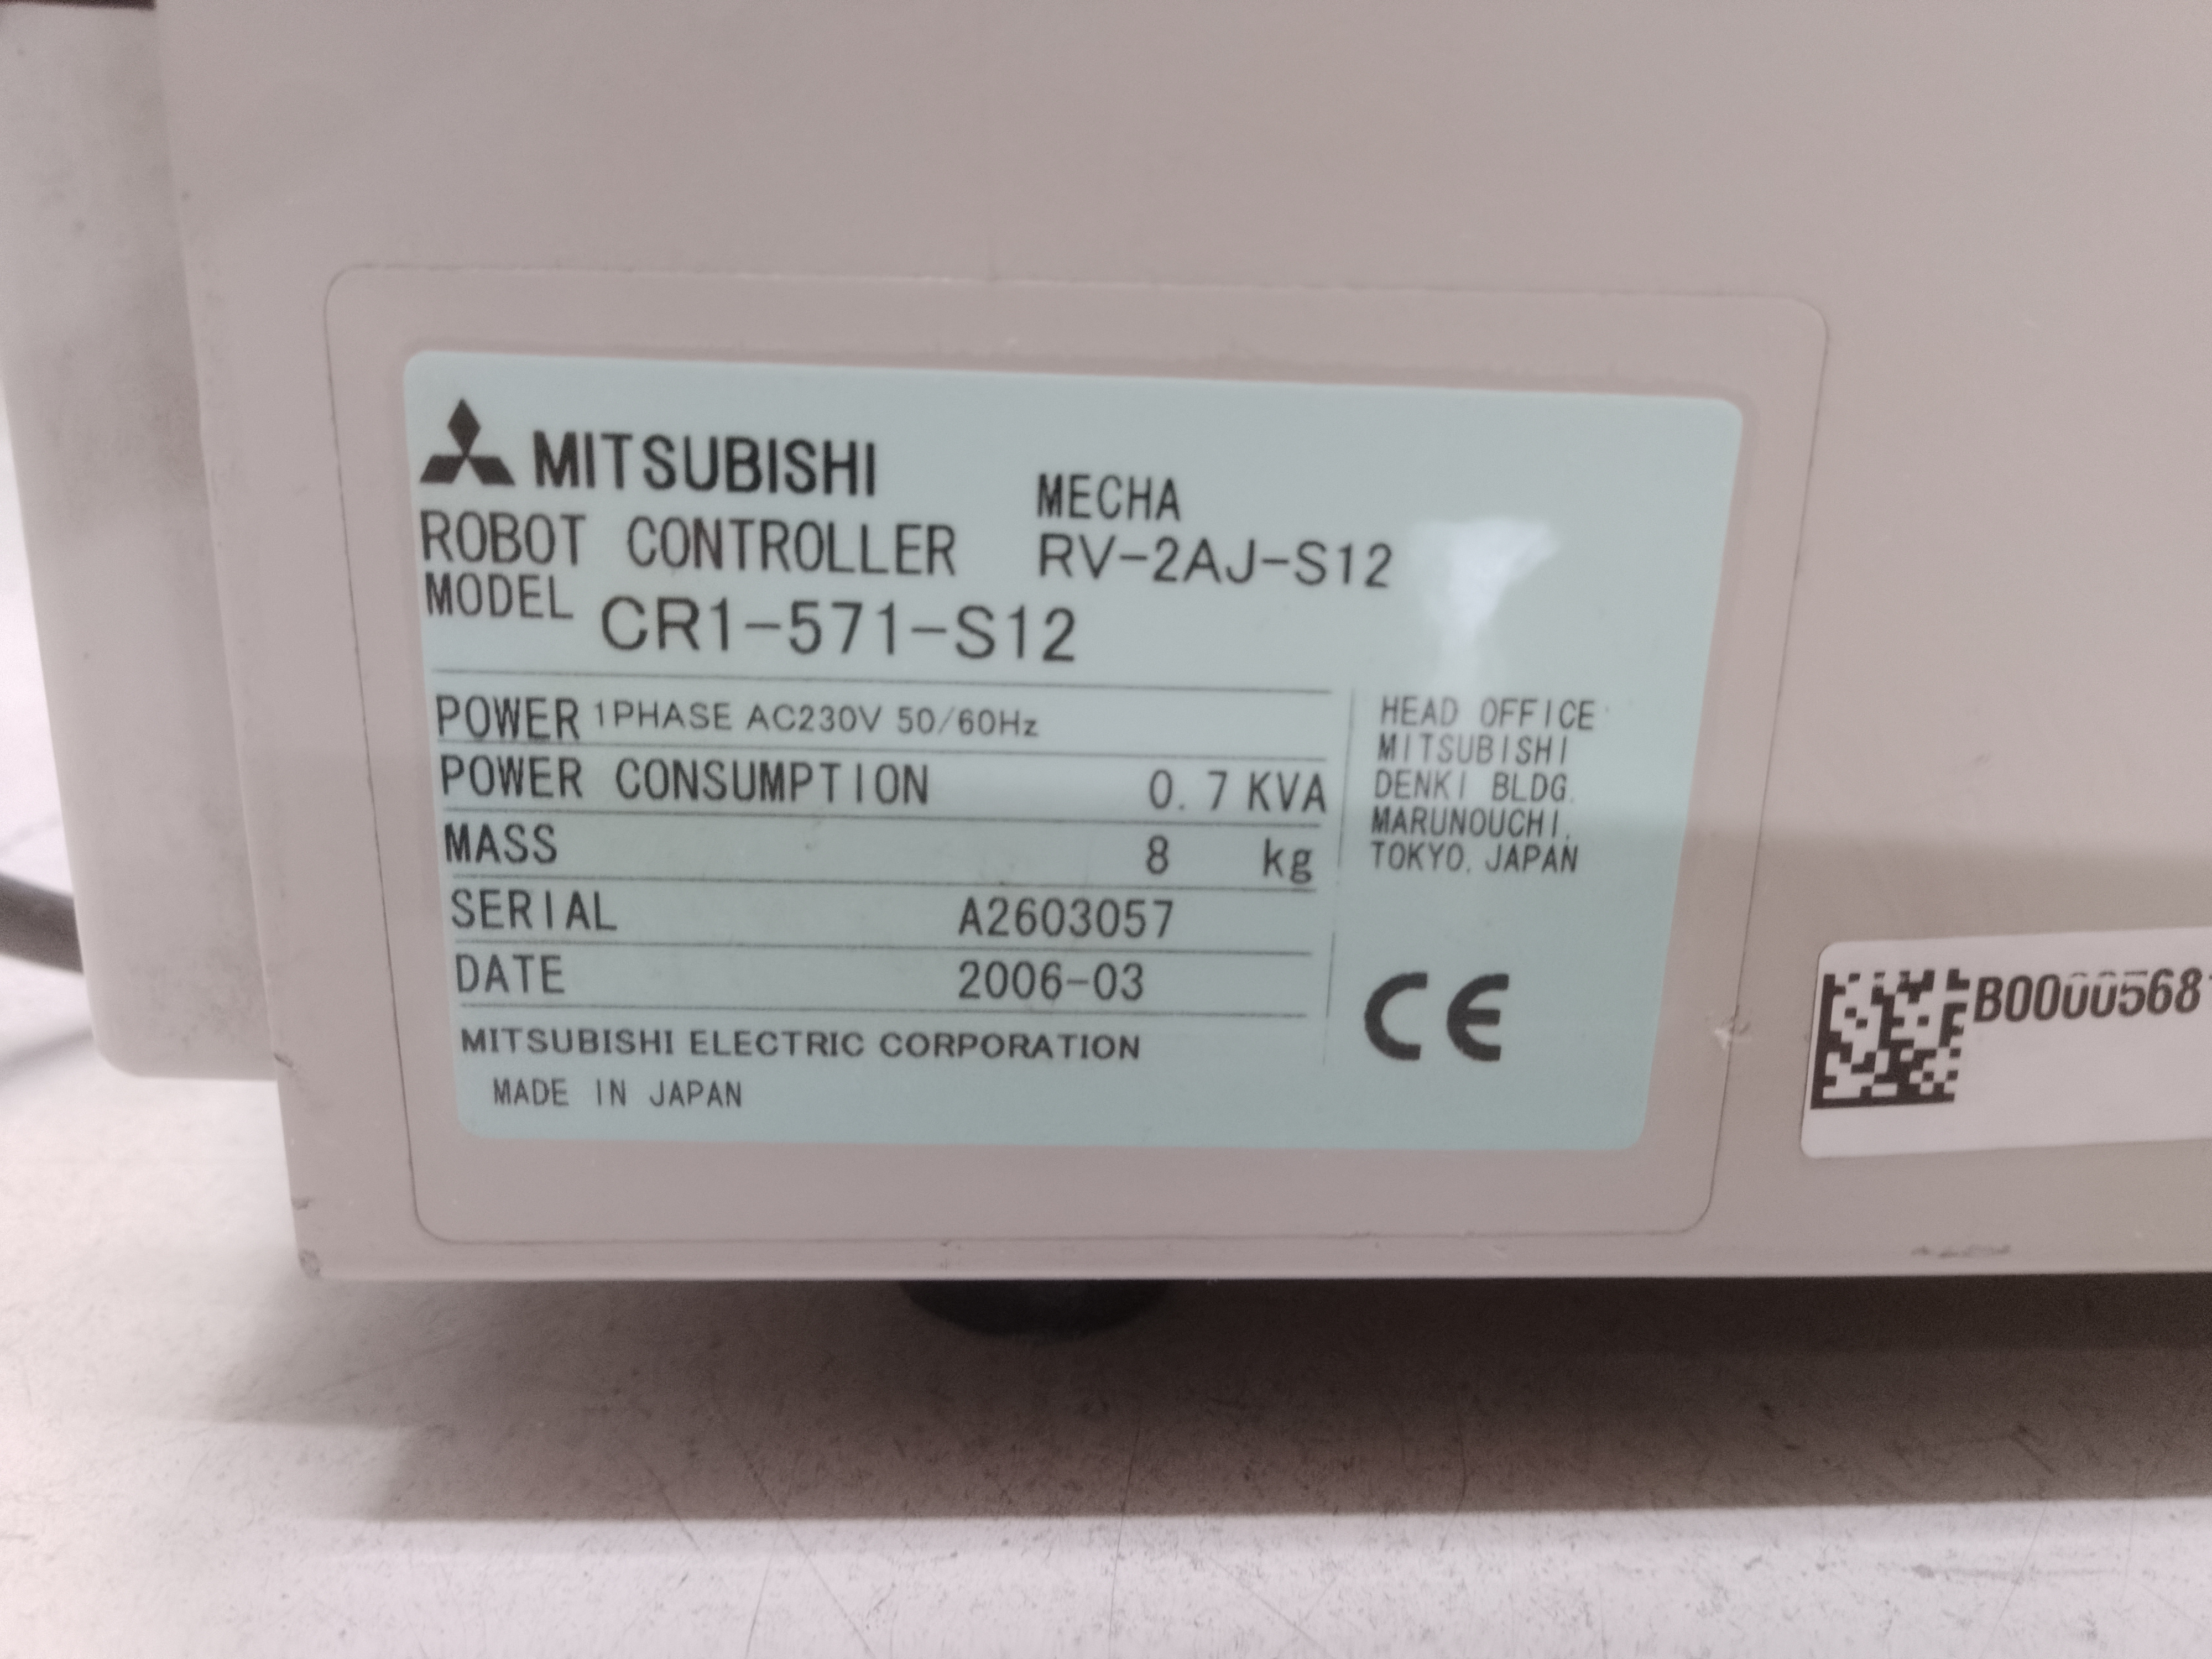 MITSUBISHI
ROBOT CONTROLLER
MODEL CR1-571-S12
MECHA
RV-2AJ-S12
POWER 1PHASE AC230V 50/60Hz
POWER CONSUMPTION 0.7 KVA
MASS 8 kg
SERIAL A2603057
DATE 2006-03
MITSUBISHI ELECTRIC CORPORATION
MADE IN JAPAN
HEAD OFFICE
MITSUBISHI
DENKI BLDG.
MARUNOUCHI,
TOKYO, JAPAN
CE
B0000568